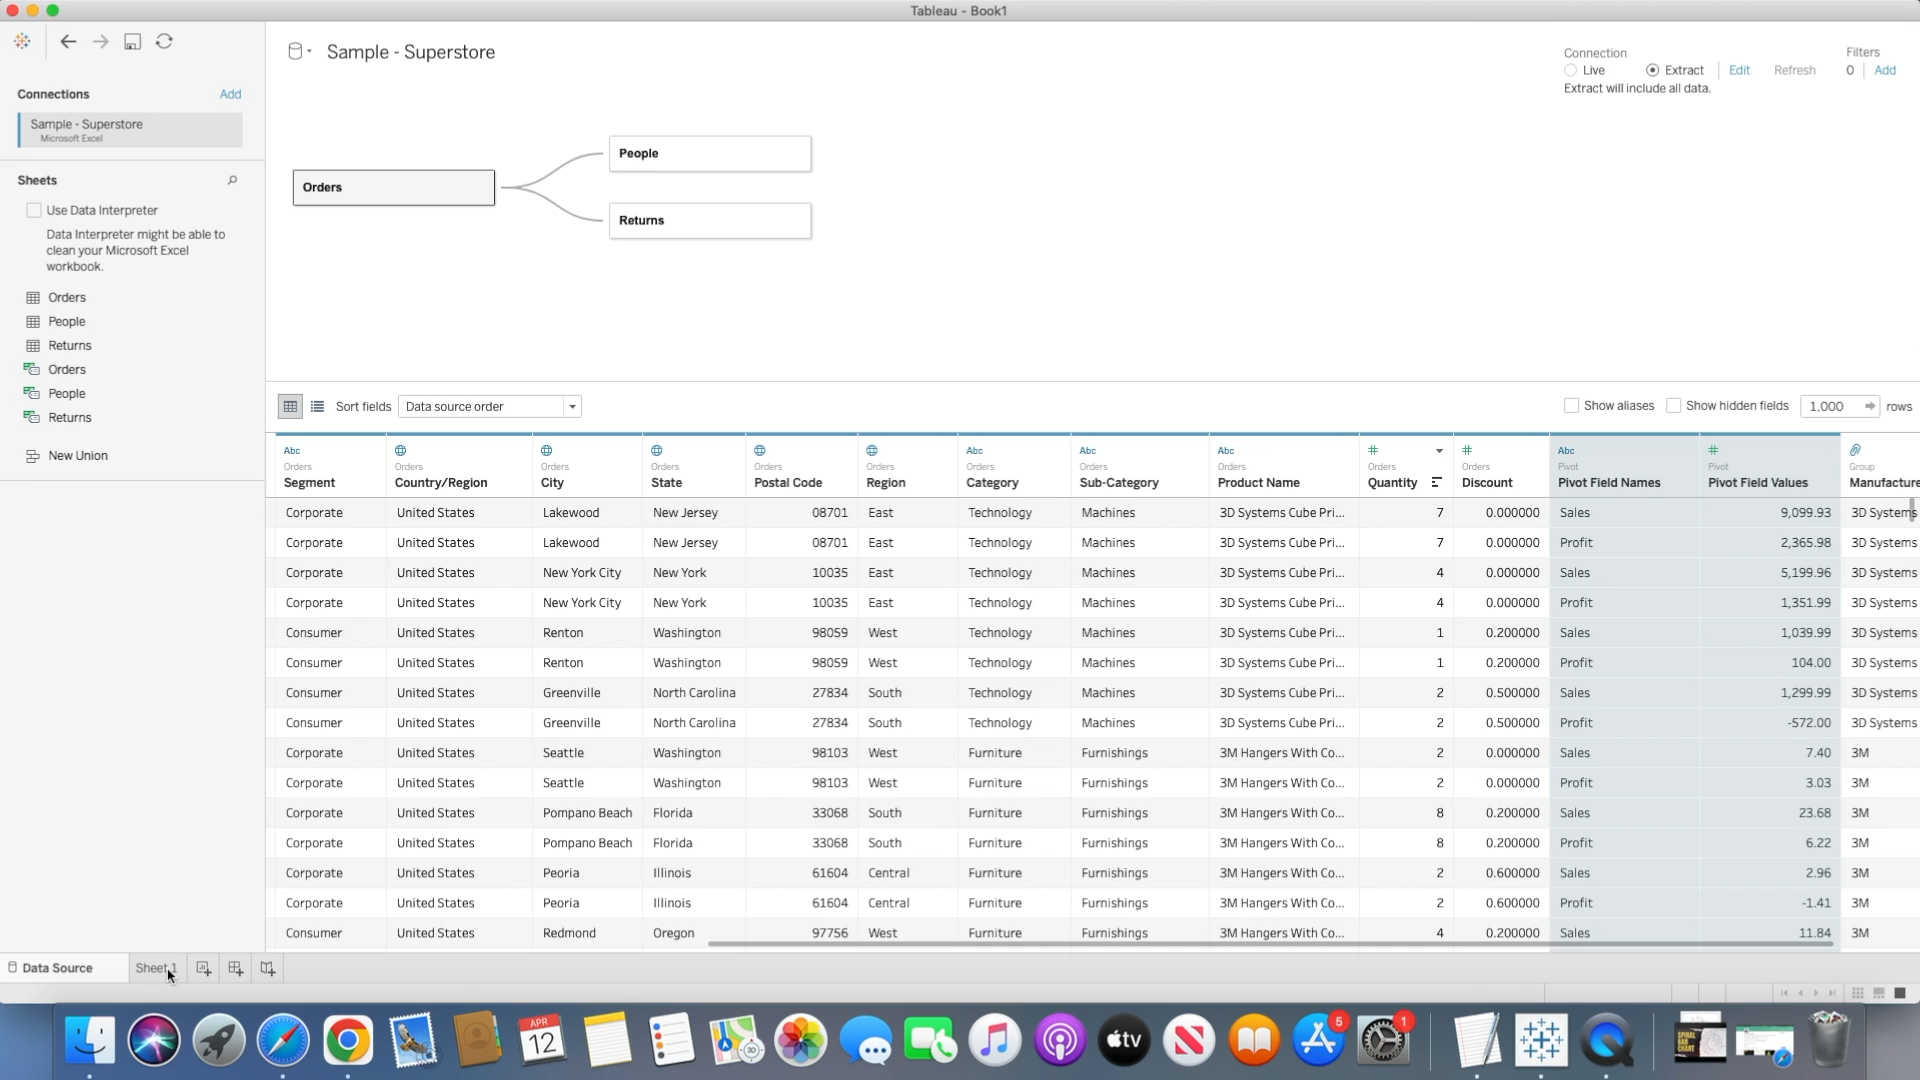 Tableau - Book1
Sample - Superstore
Connection
Live
Extract
Edit
Refresh
Extract will include all data.
Filters
0
Add
Connections
Add
Sample - Superstore
Microsoft Excel
Sheets
Use Data Interpreter
Data Interpreter might be able to
clean your Microsoft Excel
workbook.
Orders
People
Returns
Orders
People
Returns
New Union
Orders
People
Returns
Sort fields
Data source order
Show aliases
Show hidden fields
1,000
rows
Abc Abc Abc Abc Abc
Orders Orders Orders Orders Orders Orders Orders Orders Orders Orders Orders Pivot Pivot Group
Segment Country/Region City State Postal Code Region Category Sub-Category Product Name Quantity Discount Pivot Field Names Pivot Field Values Manufacture
Corporate United States Lakewood New Jersey 08701 East Technology Machines 3D Systems Cube Pri... 7 0.000000 Sales 9,099.93 3D Systems
Corporate United States Lakewood New Jersey 08701 East Technology Machines 3D Systems Cube Pri... 7 0.000000 Profit 2,365.98 3D Systems
Corporate United States New York City New York 10035 East Technology Machines 3D Systems Cube Pri... 4 0.000000 Sales 5,199.96 3D Systems
Corporate United States New York City New York 10035 East Technology Machines 3D Systems Cube Pri... 4 0.000000 Profit 1,351.99 3D Systems
Consumer United States Renton Washington 98059 West Technology Machines 3D Systems Cube Pri... 1 0.200000 Sales 1,039.99 3D Systems
Consumer United States Renton Washington 98059 West Technology Machines 3D Systems Cube Pri... 1 0.200000 Profit 104.00 3D Systems
Consumer United States Greenville North Carolina 27834 South Technology Machines 3D Systems Cube Pri... 2 0.500000 Sales 1,299.99 3D Systems
Consumer United States Greenville North Carolina 27834 South Technology Machines 3D Systems Cube Pri... 2 0.500000 Profit -572.00 3D Systems
Corporate United States Seattle Washington 98103 West Furniture Furnishings 3M Hangers With Co... 2 0.000000 Sales 7.40 3M
Corporate United States Seattle Washington 98103 West Furniture Furnishings 3M Hangers With Co... 2 0.000000 Profit 3.03 3M
Corporate United States Pompano Beach Florida 33068 South Furniture Furnishings 3M Hangers With Co... 8 0.200000 Sales 23.68 3M
Corporate United States Pompano Beach Florida 33068 South Furniture Furnishings 3M Hangers With Co... 8 0.200000 Profit 6.22 3M
Corporate United States Peoria Illinois 61604 Central Furniture Furnishings 3M Hangers With Co... 2 0.600000 Sales 2.96 3M
Corporate United States Peoria Illinois 61604 Central Furniture Furnishings 3M Hangers With Co... 2 0.600000 Profit -1.41 3M
Consumer United States Redmond Oregon 97756 West Furniture Furnishings 3M Hangers With Co... 4 0.200000 Sales 11.84 3M
Data Source
Sheet 1
APR
12
tv
5
1
SPIRAL
BAR
CHART